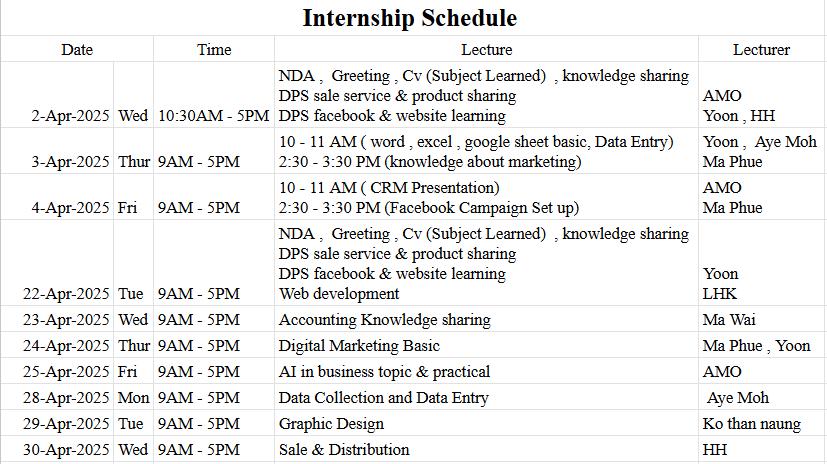 Internship Schedule
Date Time Lecture Lecturer
NDA , Greeting , Cv (Subject Learned) , knowledge sharing
DPS sale service & product sharing AMO
2-Apr-2025 Wed 10:30AM - 5PM DPS facebook & website learning Yoon , HH
10 - 11 AM ( word , excel , google sheet basic, Data Entry) Yoon , Aye Moh
3-Apr-2025 Thur 9AM - 5PM 2:30 - 3:30 PM (knowledge about marketing) Ma Phue
10 - 11 AM ( CRM Presentation) AMO
4-Apr-2025 Fri 9AM - 5PM 2:30 - 3:30 PM (Facebook Campaign Set up) Ma Phue
NDA , Greeting , Cv (Subject Learned) , knowledge sharing
DPS sale service & product sharing
DPS facebook & website learning Yoon
22-Apr-2025 Tue 9AM - 5PM Web development LHK
23-Apr-2025 Wed 9AM - 5PM Accounting Knowledge sharing Ma Wai
24-Apr-2025 Thur 9AM - 5PM Digital Marketing Basic Ma Phue , Yoon
25-Apr-2025 Fri 9AM - 5PM AI in business topic & practical AMO
28-Apr-2025 Mon 9AM - 5PM Data Collection and Data Entry Aye Moh
29-Apr-2025 Tue 9AM - 5PM Graphic Design Ko than naung
30-Apr-2025 Wed 9AM - 5PM Sale & Distribution HH